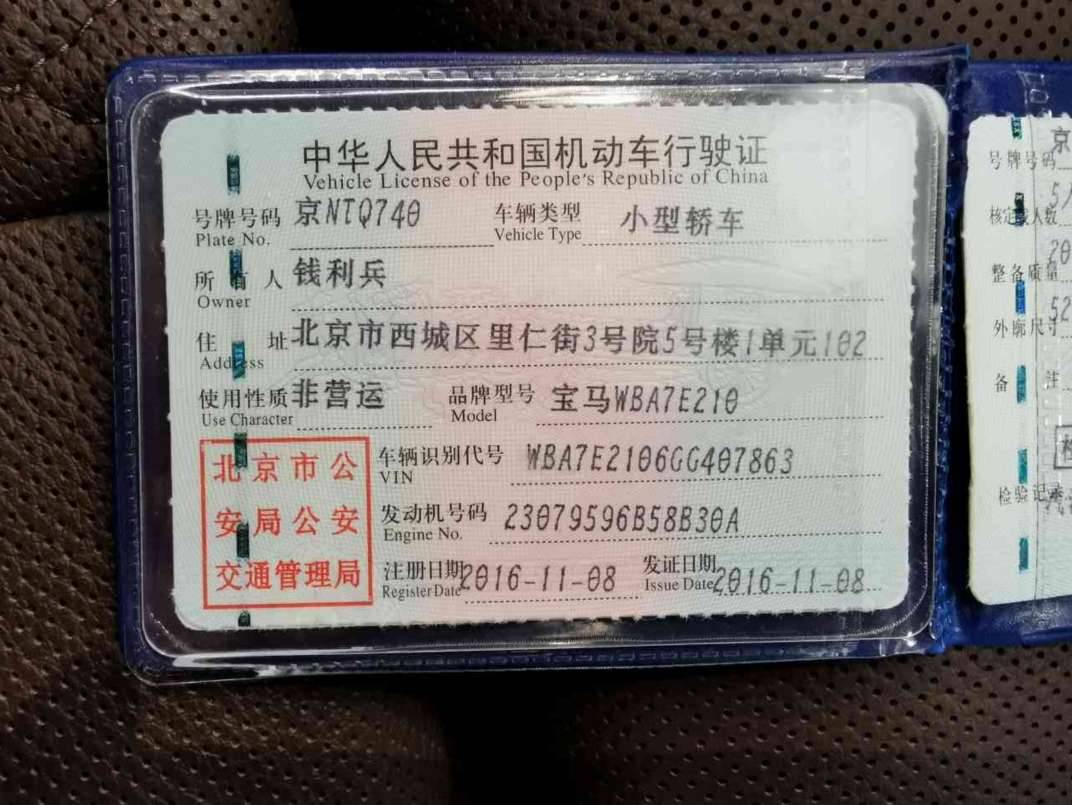 中华人民共和国机动车行驶证
Vehicle License of the People's Republic of China
号牌号码 京NTQ740 车辆类型 小型轿车
Plate No. Vehicle Type
所有人 钱利兵
Owner
住址 北京市西城区里仁街3号院5号楼1单元102
Address
使用性质 非营运 品牌型号 宝马WBA7E210
Use Character Model
北京市公
安局公安
交通管理局
车辆识别代号 WBA7E2106GG407863
VIN
发动机号码 23079596B58B30A
Engine No.
注册日期 2016-11-08 发证日期 2016-11-08
Register Date Issue Date
号牌号码 京
核定载人数 5人
整备质量 20
外廓尺寸 52
备注
检验记录